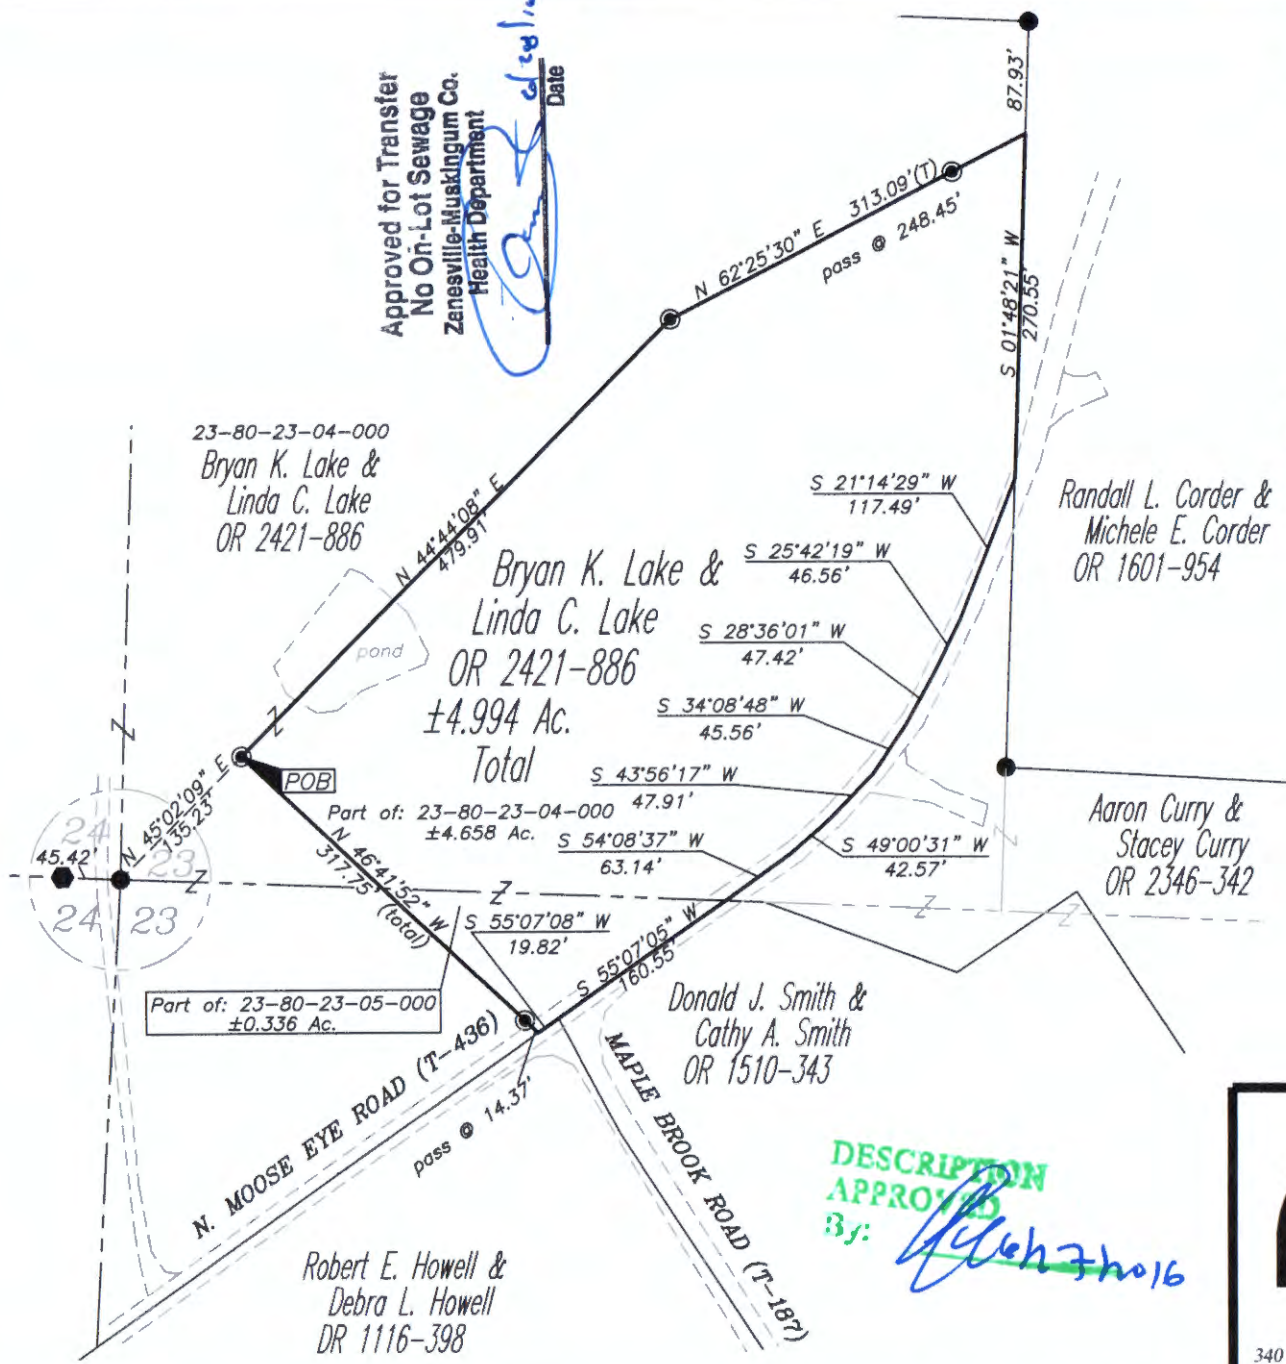 Approved for Transfer
No On-Lot Sewage
Zanesville-Muskingum Co.
Health Department
Date
87.93'
N 62°25'30" E 313.09'(T)
pass @ 248.45'
S 01°48'21" W
270.55'
23-80-23-04-000
Bryan K. Lake &
Linda C. Lake
OR 2421-886
N 44°44'08" E
479.91'
pond
Bryan K. Lake &
Linda C. Lake
OR 2421-886
±4.994 Ac.
Total
S 21°14'29" W
117.49'
S 25°42'19" W
46.56'
S 28°36'01" W
47.42'
S 34°08'48" W
45.56'
S 43°56'17" W
47.91'
S 49°00'31" W
42.57'
S 54°08'37" W
63.14'
Randall L. Corder &
Michele E. Corder
OR 1601-954
Aaron Curry &
Stacey Curry
OR 2346-342
POB
Part of: 23-80-23-04-000
±4.658 Ac.
N 45°02'09" E
135.23'
45.42'
24
23
24
23
Z
Z
Z
Z
Z
Z
Z
N 46°41'52" W
317.75' (total)
S 55°07'08" W
19.82'
S 55°07'05" W
160.55'
Part of: 23-80-23-05-000
±0.336 Ac.
Donald J. Smith &
Cathy A. Smith
OR 1510-343
N. MOOSE EYE ROAD (T-436)
pass @ 14.37'
MAPLE BROOK ROAD (T-187)
Robert E. Howell &
Debra L. Howell
DR 1116-398
DESCRIPTION
APPROVED
By:
340